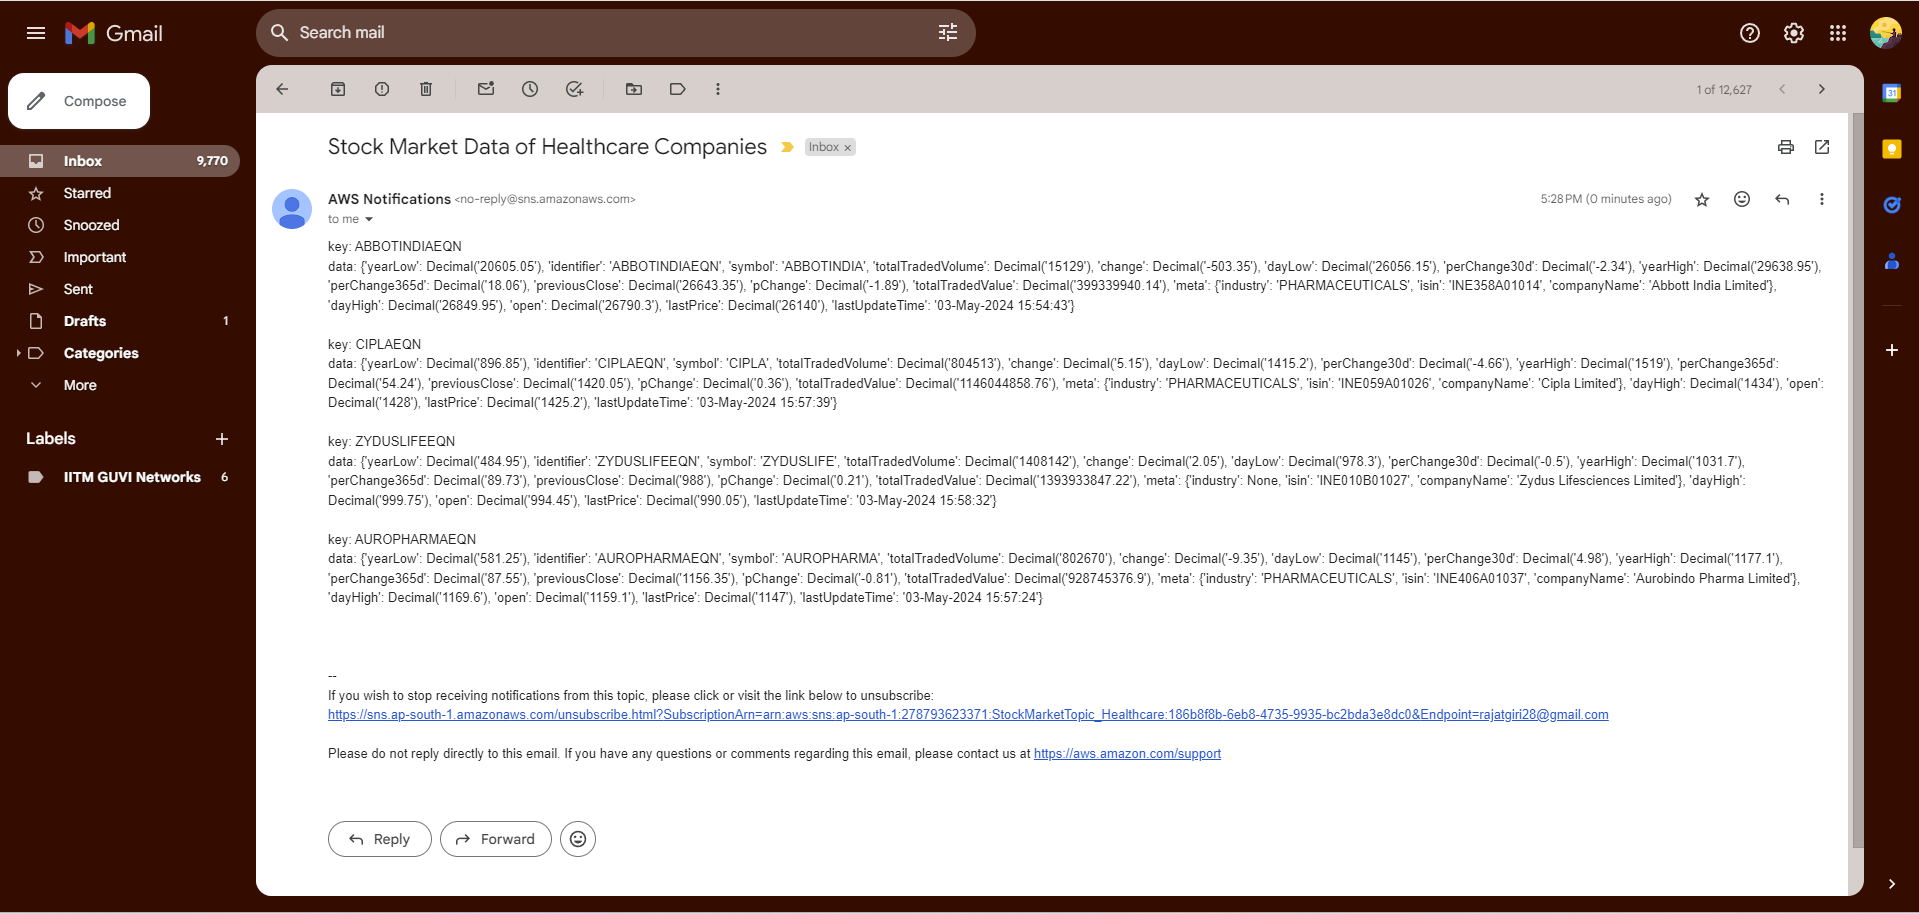 Gmail
Search mail
Compose
1 of 12,627
Inbox 9,770
Starred
Snoozed
Important
Sent
Drafts 1
Categories
More
Labels
IITM GUVI Networks 6
Stock Market Data of Healthcare Companies Inbox ×
AWS Notifications <no-reply@sns.amazonaws.com> 5:28 PM (0 minutes ago)
to me
key: ABBOTINDIAEQN
data: {'yearLow': Decimal('20605.05'), 'identifier': 'ABBOTINDIAEQN', 'symbol': 'ABBOTINDIA', 'totalTradedVolume': Decimal('15129'), 'change': Decimal('-503.35'), 'dayLow': Decimal('26056.15'), 'perChange30d': Decimal('-2.34'), 'yearHigh': Decimal('29638.95'),
'perChange365d': Decimal('18.06'), 'previousClose': Decimal('26643.35'), 'pChange': Decimal('-1.89'), 'totalTradedValue': Decimal('399339940.14'), 'meta': {'industry': 'PHARMACEUTICALS', 'isin': 'INE358A01014', 'companyName': 'Abbott India Limited'},
'dayHigh': Decimal('26849.95'), 'open': Decimal('26790.3'), 'lastPrice': Decimal('26140'), 'lastUpdateTime': '03-May-2024 15:54:43'}
key: CIPLAEQN
data: {'yearLow': Decimal('896.85'), 'identifier': 'CIPLAEQN', 'symbol': 'CIPLA', 'totalTradedVolume': Decimal('804513'), 'change': Decimal('5.15'), 'dayLow': Decimal('1415.2'), 'perChange30d': Decimal('-4.66'), 'yearHigh': Decimal('1519'), 'perChange365d':
Decimal('54.24'), 'previousClose': Decimal('1420.05'), 'pChange': Decimal('0.36'), 'totalTradedValue': Decimal('1146044858.76'), 'meta': {'industry': 'PHARMACEUTICALS', 'isin': 'INE059A01026', 'companyName': 'Cipla Limited'}, 'dayHigh': Decimal('1434'), 'open':
Decimal('1428'), 'lastPrice': Decimal('1425.2'), 'lastUpdateTime': '03-May-2024 15:57:39'}
key: ZYDUSLIFEEQN
data: {'yearLow': Decimal('484.95'), 'identifier': 'ZYDUSLIFEEQN', 'symbol': 'ZYDUSLIFE', 'totalTradedVolume': Decimal('1408142'), 'change': Decimal('2.05'), 'dayLow': Decimal('978.3'), 'perChange30d': Decimal('-0.5'), 'yearHigh': Decimal('1031.7'),
'perChange365d': Decimal('89.73'), 'previousClose': Decimal('988'), 'pChange': Decimal('0.21'), 'totalTradedValue': Decimal('1393933847.22'), 'meta': {'industry': None, 'isin': 'INE010B01027', 'companyName': 'Zydus Lifesciences Limited'}, 'dayHigh':
Decimal('999.75'), 'open': Decimal('994.45'), 'lastPrice': Decimal('990.05'), 'lastUpdateTime': '03-May-2024 15:58:32'}
key: AUROPHARMAEQN
data: {'yearLow': Decimal('581.25'), 'identifier': 'AUROPHARMAEQN', 'symbol': 'AUROPHARMA', 'totalTradedVolume': Decimal('802670'), 'change': Decimal('-9.35'), 'dayLow': Decimal('1145'), 'perChange30d': Decimal('4.98'), 'yearHigh': Decimal('1177.1'),
'perChange365d': Decimal('87.55'), 'previousClose': Decimal('1156.35'), 'pChange': Decimal('-0.81'), 'totalTradedValue': Decimal('928745376.9'), 'meta': {'industry': 'PHARMACEUTICALS', 'isin': 'INE406A01037', 'companyName': 'Aurobindo Pharma Limited'},
'dayHigh': Decimal('1169.6'), 'open': Decimal('1159.1'), 'lastPrice': Decimal('1147'), 'lastUpdateTime': '03-May-2024 15:57:24'}
--
If you wish to stop receiving notifications from this topic, please click or visit the link below to unsubscribe:
https://sns.ap-south-1.amazonaws.com/unsubscribe.html?SubscriptionArn=arn:aws:sns:ap-south-1:278793623371:StockMarketTopic_Healthcare:186b8f8b-6eb8-4735-9935-bc2bda3e8dc0&Endpoint=rajatgiri28@gmail.com
Please do not reply directly to this email. If you have any questions or comments regarding this email, please contact us at https://aws.amazon.com/support
Reply
Forward
31